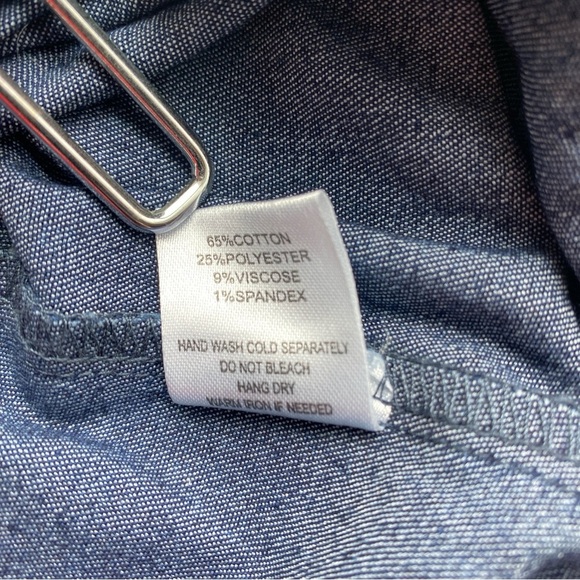 65%COTTON
25%POLYESTER
9%VISCOSE
1%SPANDEX
HAND WASH COLD SEPARATELY
DO NOT BLEACH
HANG DRY
WARM IRON IF NEEDED